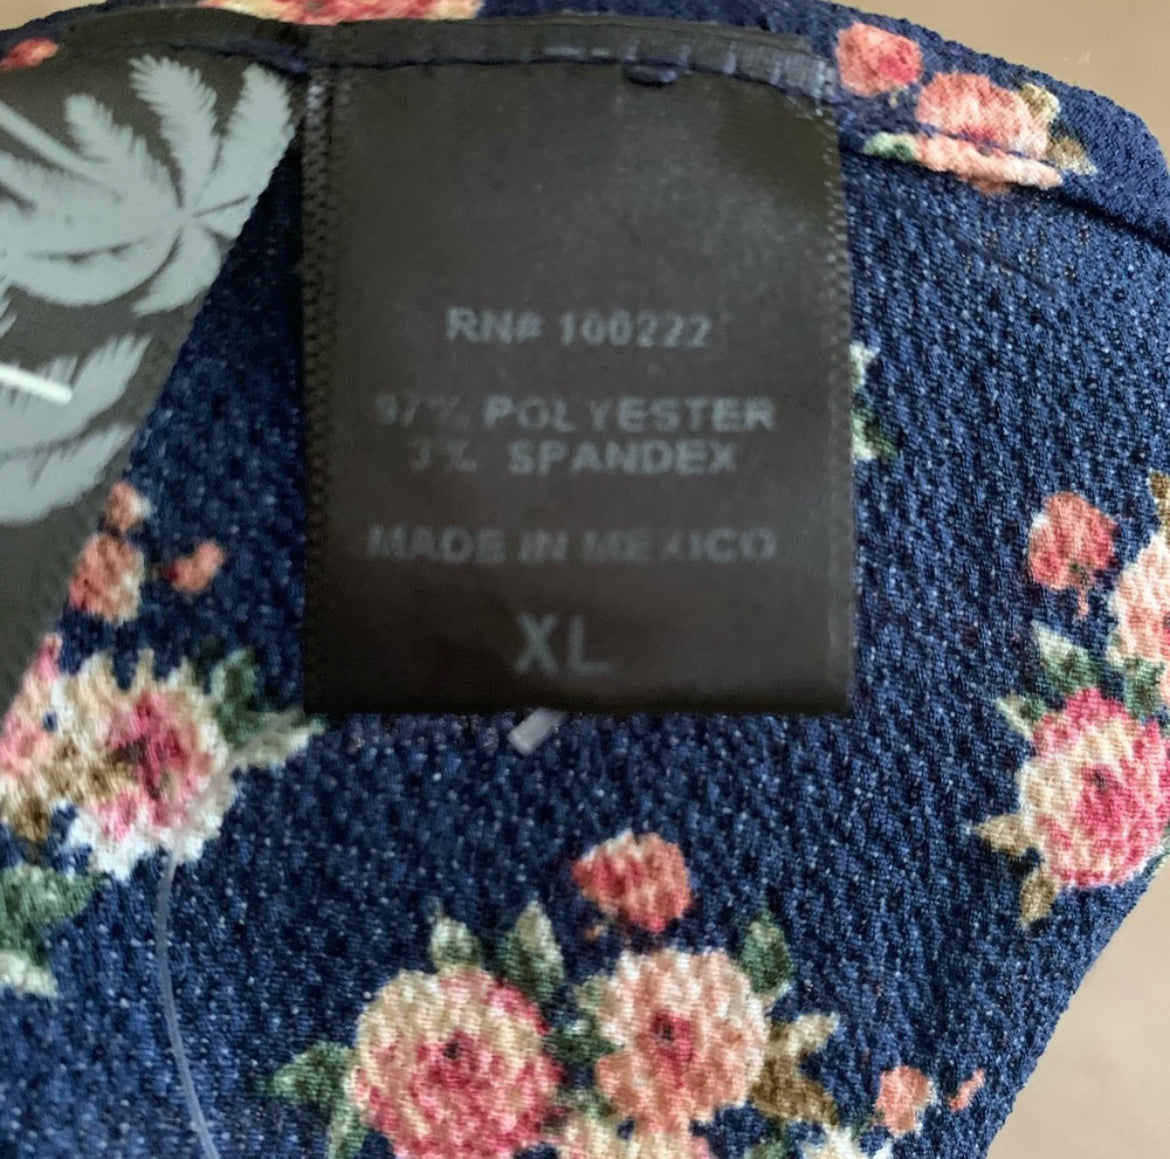 RN# 100222
97% POLYESTER
3% SPANDEX
MADE IN MEXICO
XL